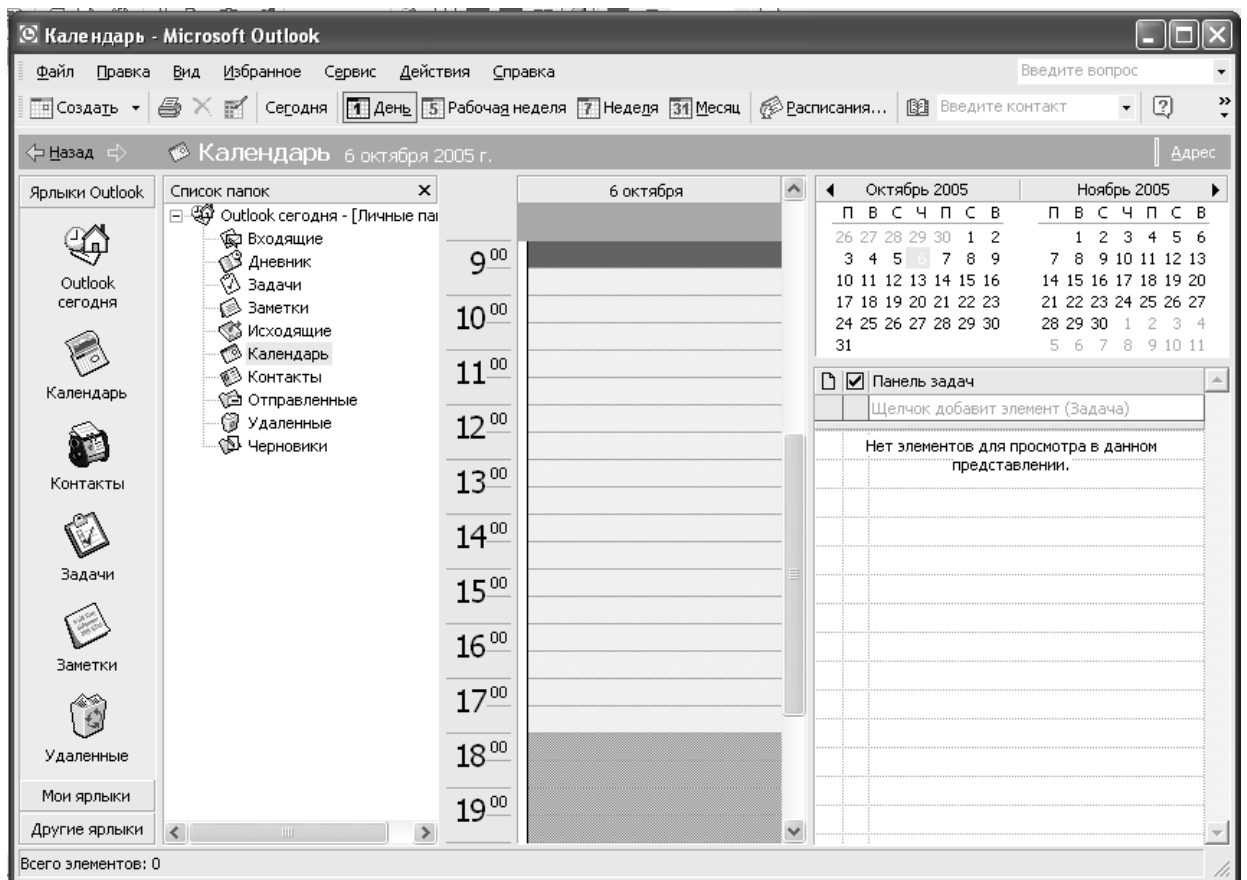 Календарь - Microsoft Outlook
Файл Правка Вид Избранное Сервис Действия Справка Введите вопрос
Создать Сегодня 1 День 5 Рабочая неделя 7 Неделя 31 Месяц Расписания... Введите контакт
Назад Календарь 6 октября 2005 г. Адрес
Ярлыки Outlook
Outlook
сегодня
Календарь
Контакты
Задачи
Заметки
Удаленные
Мои ярлыки
Другие ярлыки
Список папок
Outlook сегодня - [Личные пап
Входящие
Дневник
Задачи
Заметки
Исходящие
Календарь
Контакты
Отправленные
Удаленные
Черновики
6 октября
9 00
10 00
11 00
12 00
13 00
14 00
15 00
16 00
17 00
18 00
19 00
Октябрь 2005
П В С Ч П С В
26 27 28 29 30 1 2
3 4 5 6 7 8 9
10 11 12 13 14 15 16
17 18 19 20 21 22 23
24 25 26 27 28 29 30
31
Ноябрь 2005
П В С Ч П С В
1 2 3 4 5 6
7 8 9 10 11 12 13
14 15 16 17 18 19 20
21 22 23 24 25 26 27
28 29 30 1 2 3 4
5 6 7 8 9 10 11
Панель задач
Щелчок добавит элемент (Задача)
Нет элементов для просмотра в данном
представлении.
Всего элементов: 0